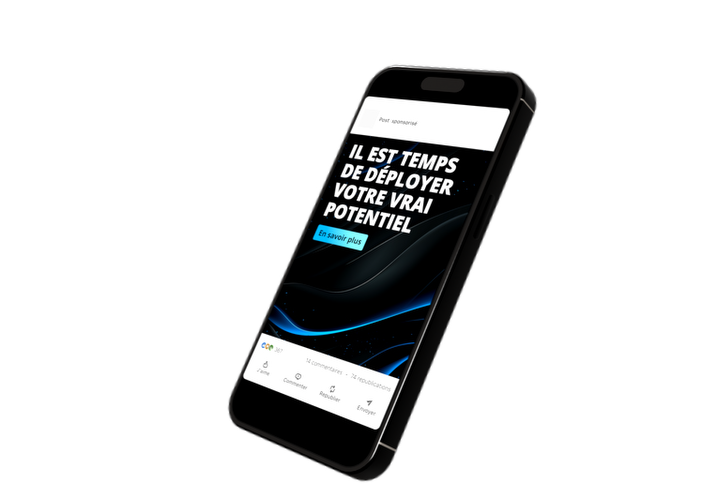 Post sponsorisé
IL EST TEMPS
DE DÉPLOYER
VOTRE VRAI
POTENTIEL
En savoir plus
14 commentaires • 74 republications
J'aime
Commenter
Republier
Envoyer